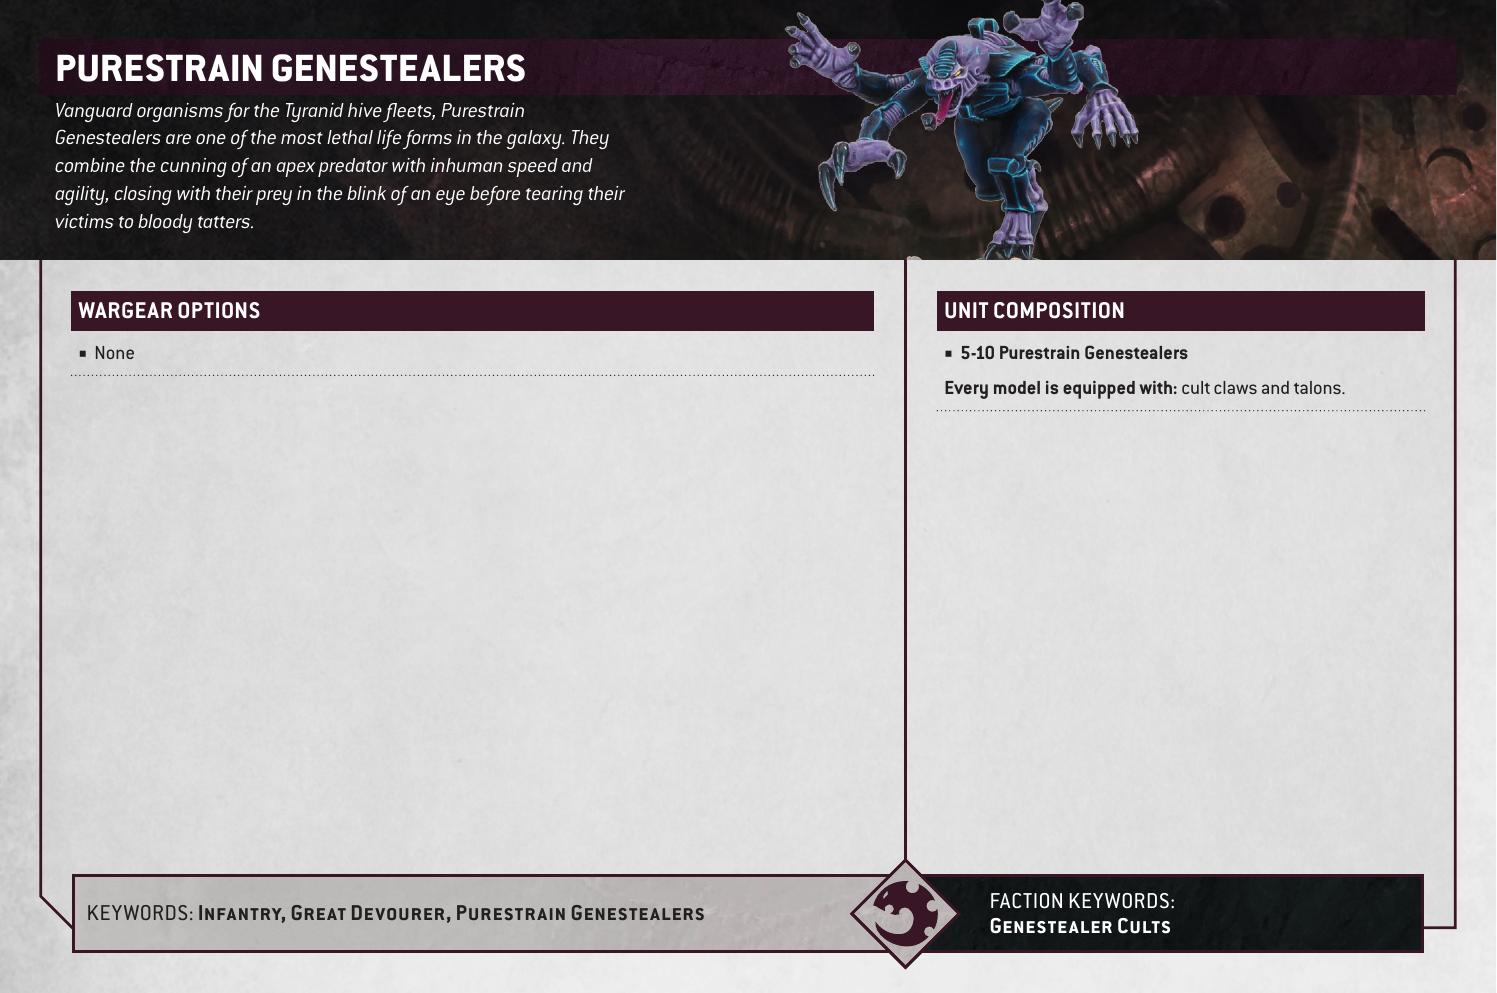 PURESTRAIN GENESTEALERS
Vanguard organisms for the Tyranid hive fleets, Purestrain
Genestealers are one of the most lethal life forms in the galaxy. They
combine the cunning of an apex predator with inhuman speed and
agility, closing with their prey in the blink of an eye before tearing their
victims to bloody tatters.
WARGEAR OPTIONS
▪ None
UNIT COMPOSITION
▪ 5-10 Purestrain Genestealers
Every model is equipped with: cult claws and talons.
KEYWORDS: Infantry, Great Devourer, Purestrain Genestealers
FACTION KEYWORDS:
Genestealer Cults